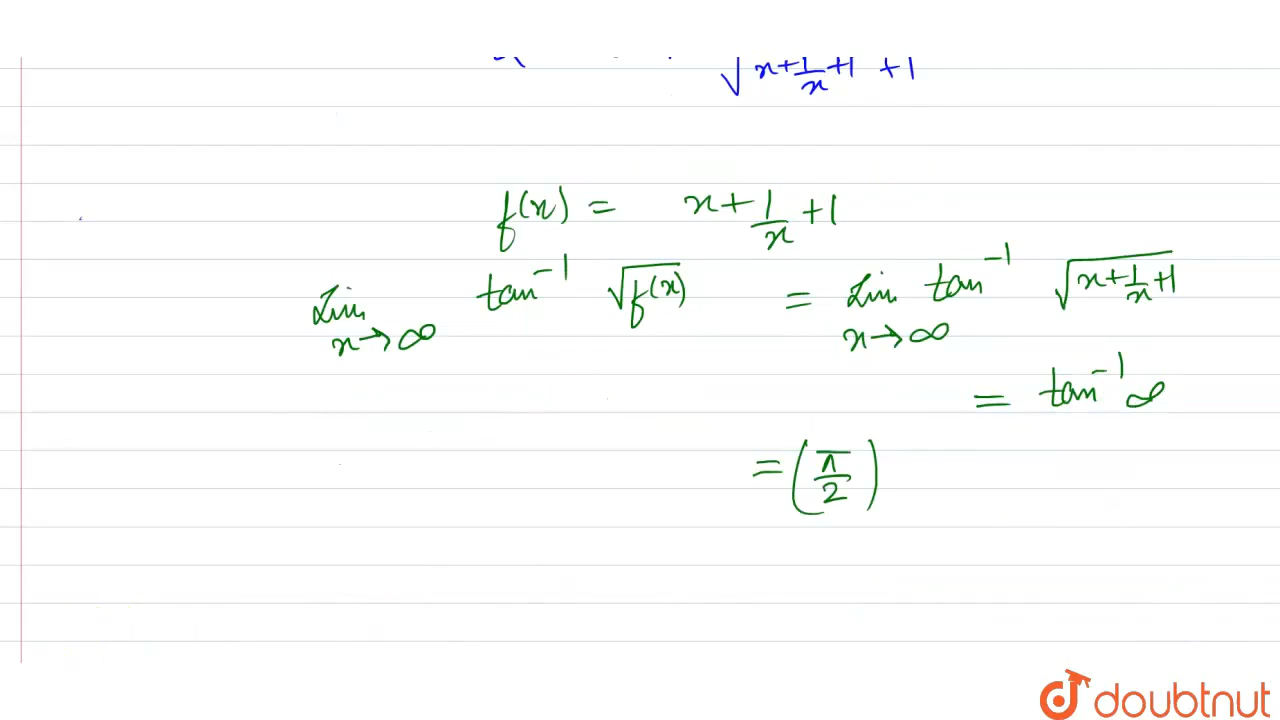 √(x+1/x+1) +1
f(x) = x+1/x+1
Lim x→∞ tan⁻¹ √f(x) = Lim x→∞ tan⁻¹ √(x+1/x+1)
= tan⁻¹ ∞
= (π/2)
doubtnut